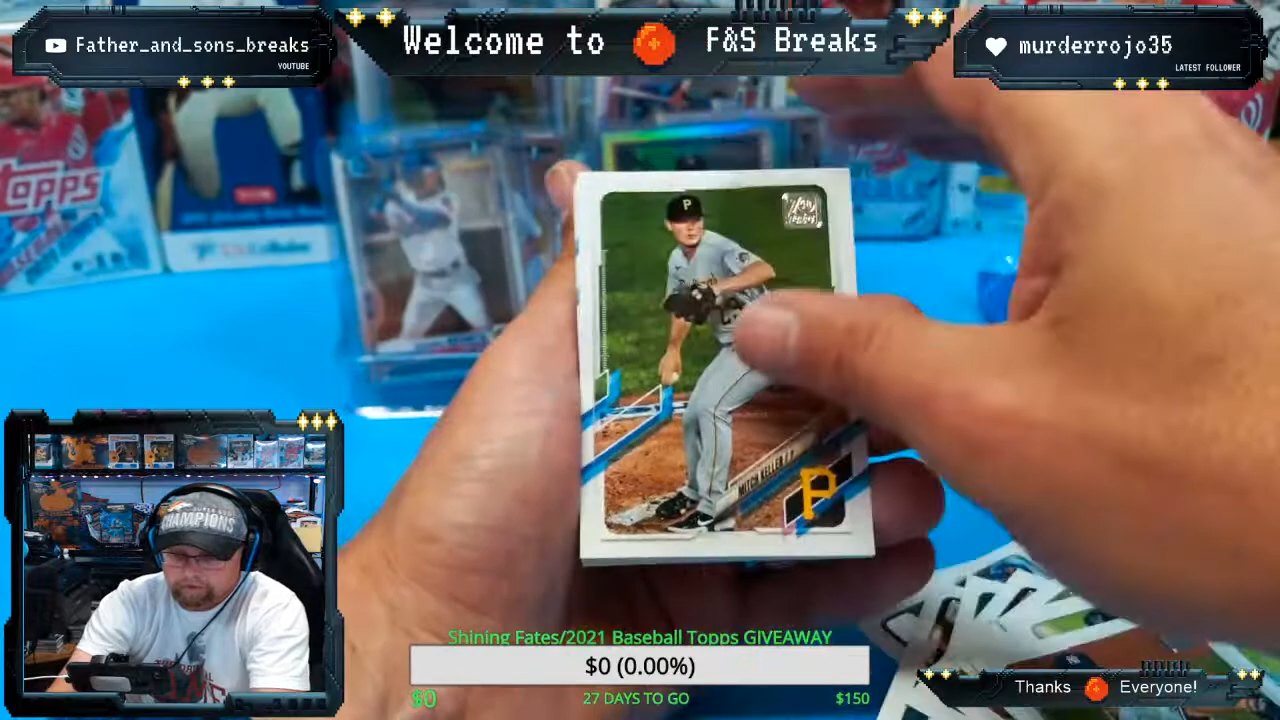 Father_and_sons_breaks
YOUTUBE
Welcome to F&S Breaks
murderrojo35
LATEST FOLLOWER
TOPPS
P
MITCH KELLER
P
CHAMPIONS
Shining Fates/2021 Baseball Topps GIVEAWAY
$0 (0.00%)
$0
27 DAYS TO GO
$150
Thanks Everyone!